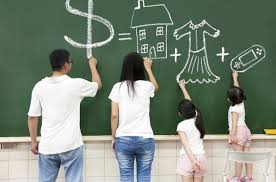 $ = + +